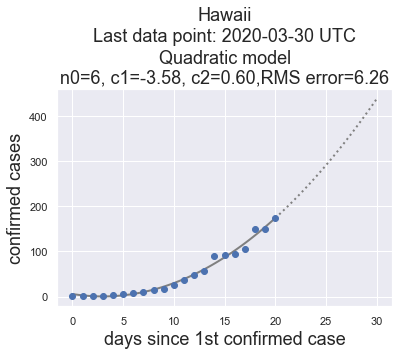 Hawaii
Last data point: 2020-03-30 UTC
Quadratic model
n0=6, c1=-3.58, c2=0.60,RMS error=6.26
400
300
200
100
0
confirmed cases
0 5 10 15 20 25 30
days since 1st confirmed case